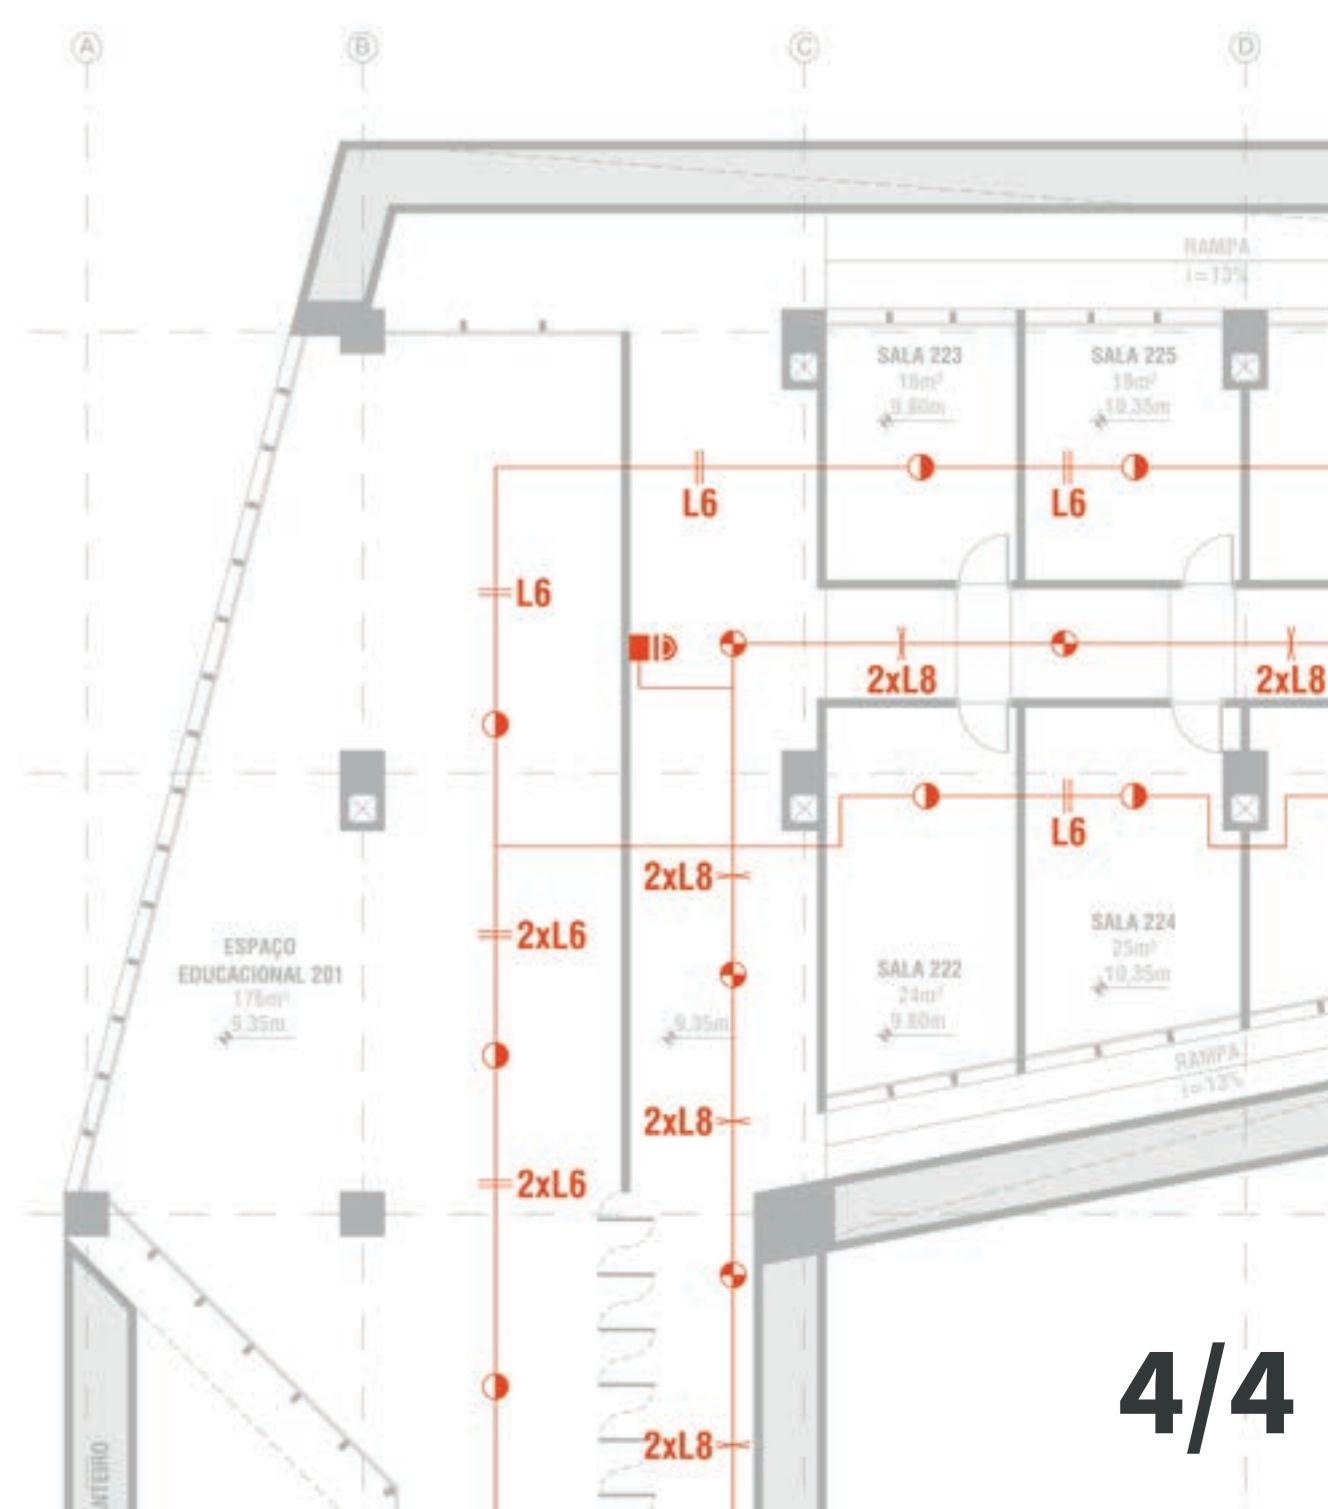 A
B
C
D
RAMPA
i=13%
SALA 223
16m²
9.80m
SALA 225
19m²
10.35m
L6
L6
L6
2xL8
2xL8
L6
2xL8
SALA 224
25m²
10.35m
2xL6
ESPAÇO
EDUCACIONAL 201
176m²
9.35m
SALA 222
24m²
9.80m
9.35m
RAMPA
i=13%
2xL8
2xL6
4/4
2xL8
NTEIRO